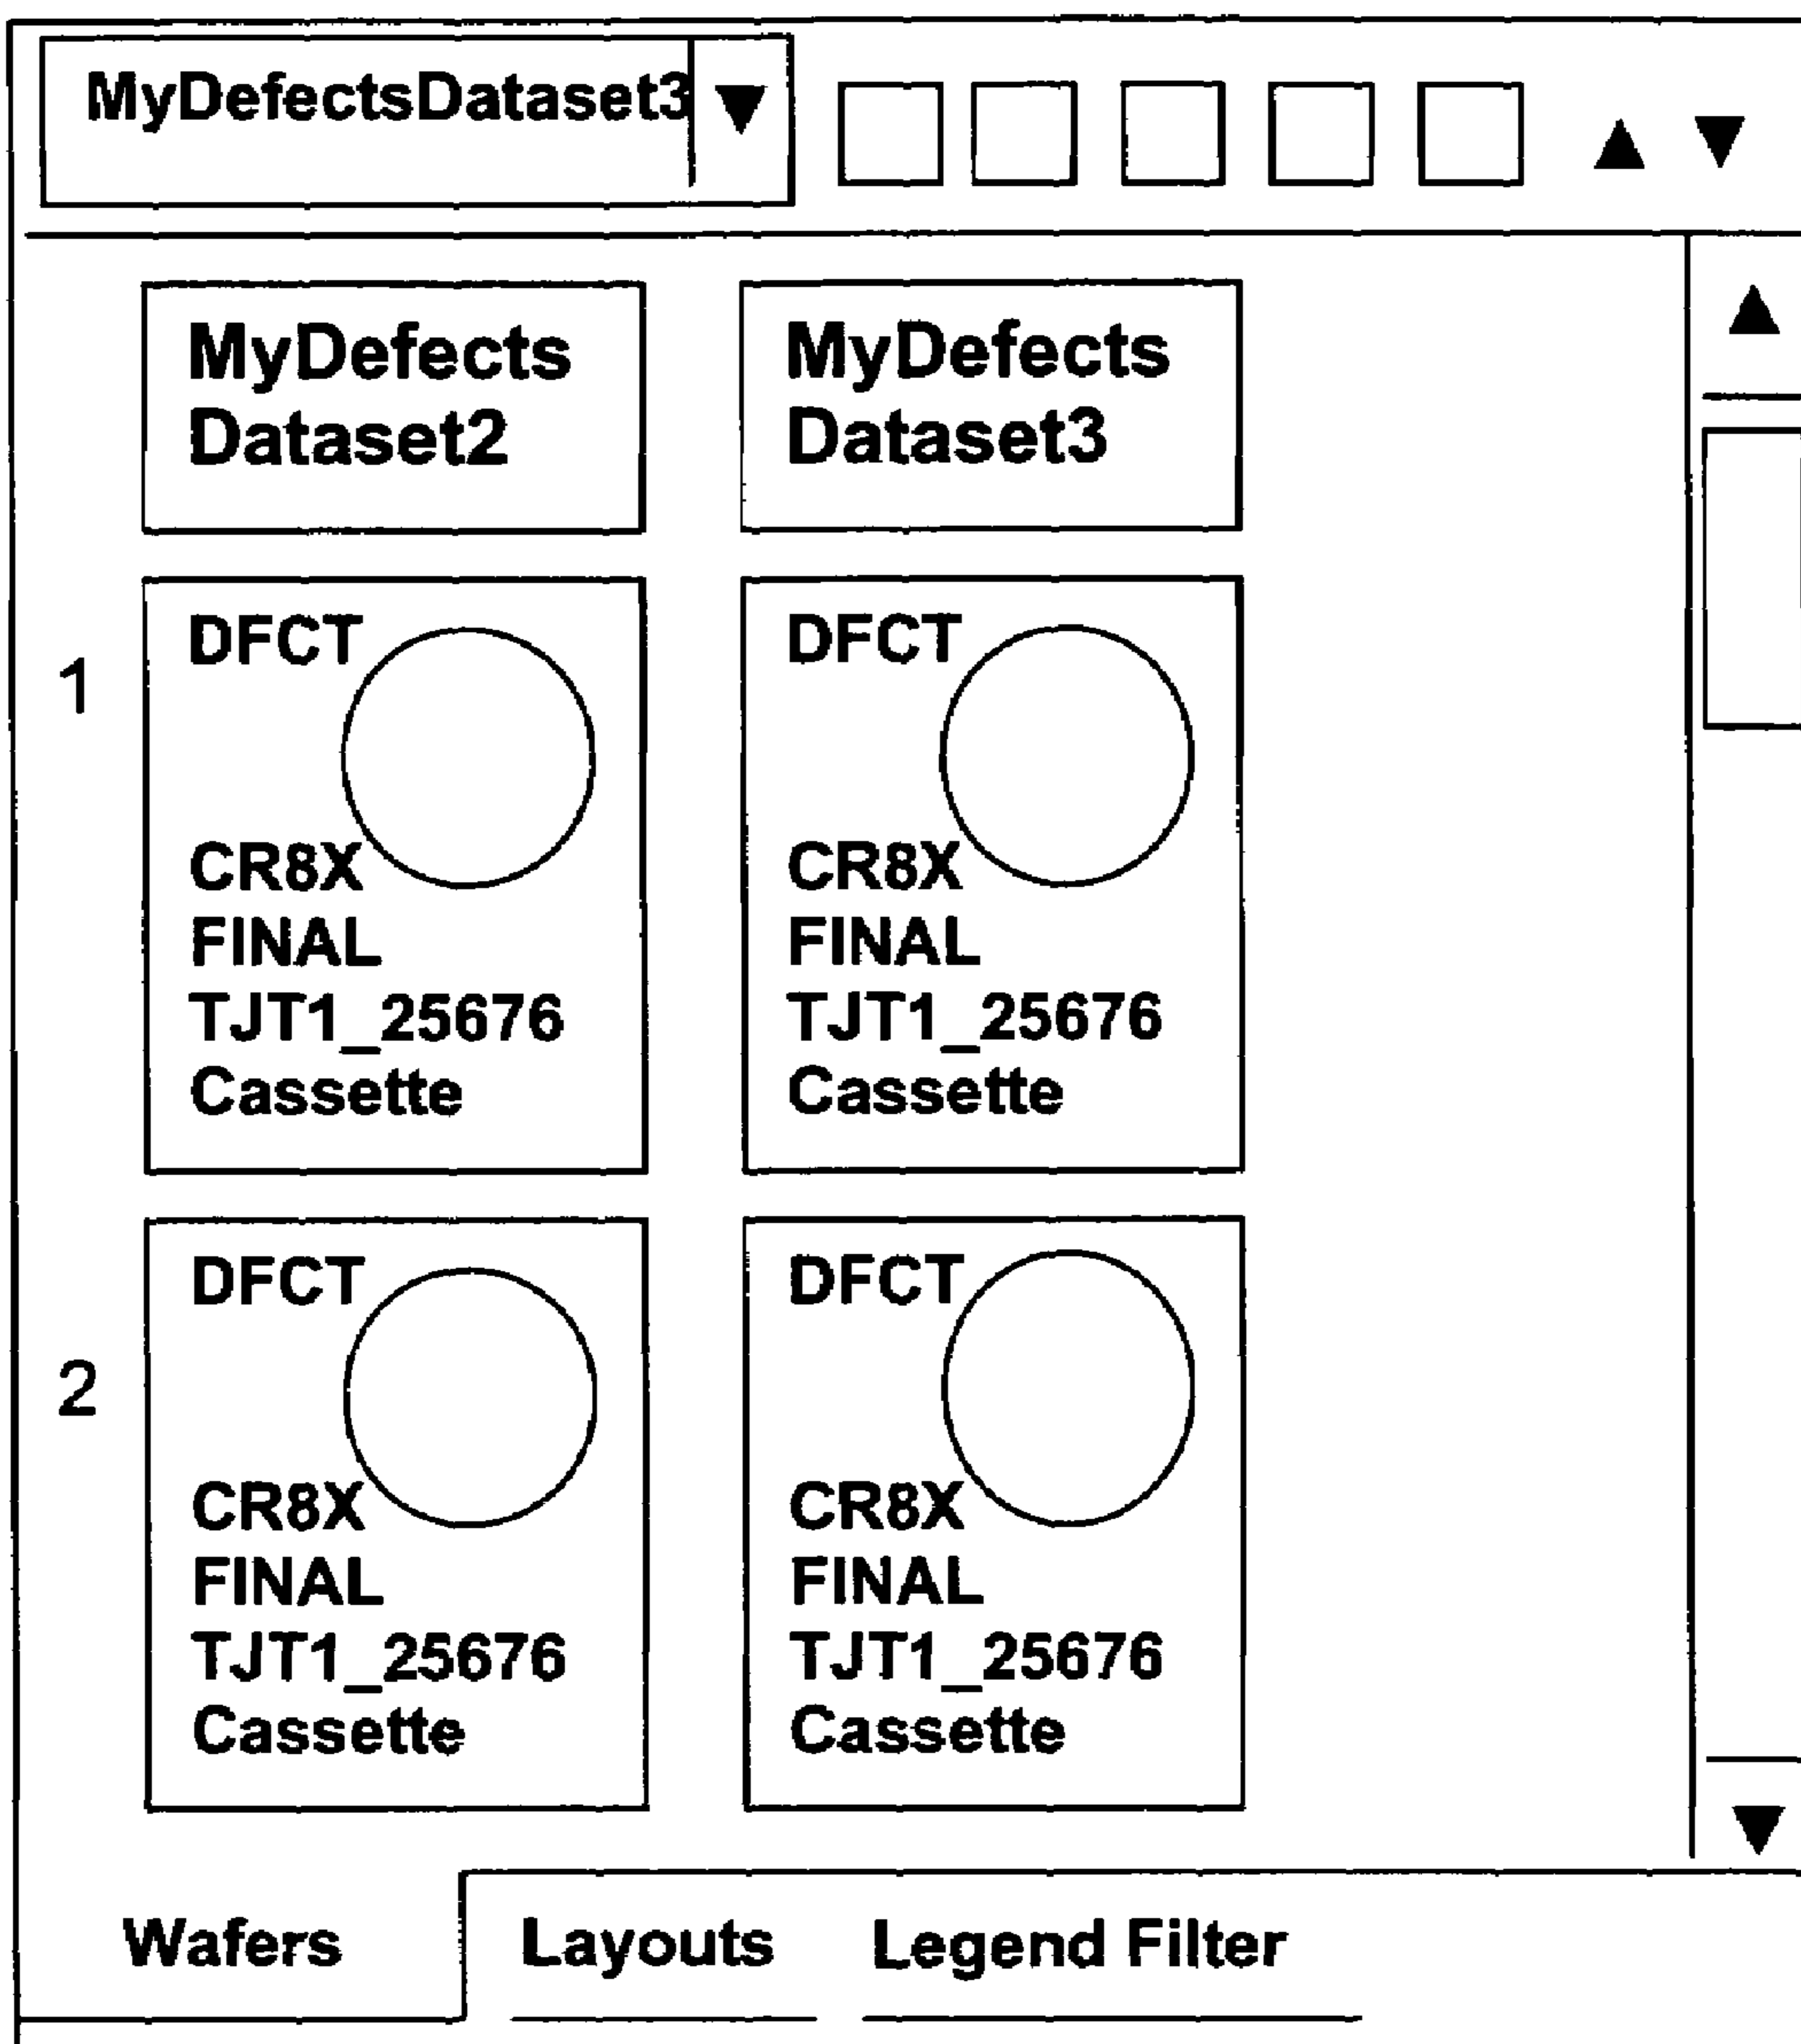 MyDefectsDataset3
MyDefects
Dataset2
MyDefects
Dataset3
1
DFCT
CR8X
FINAL
TJT1_25676
Cassette
DFCT
CR8X
FINAL
TJT1_25676
Cassette
2
DFCT
CR8X
FINAL
TJT1_25676
Cassette
DFCT
CR8X
FINAL
TJT1_25676
Cassette
Wafers
Layouts
Legend Filter